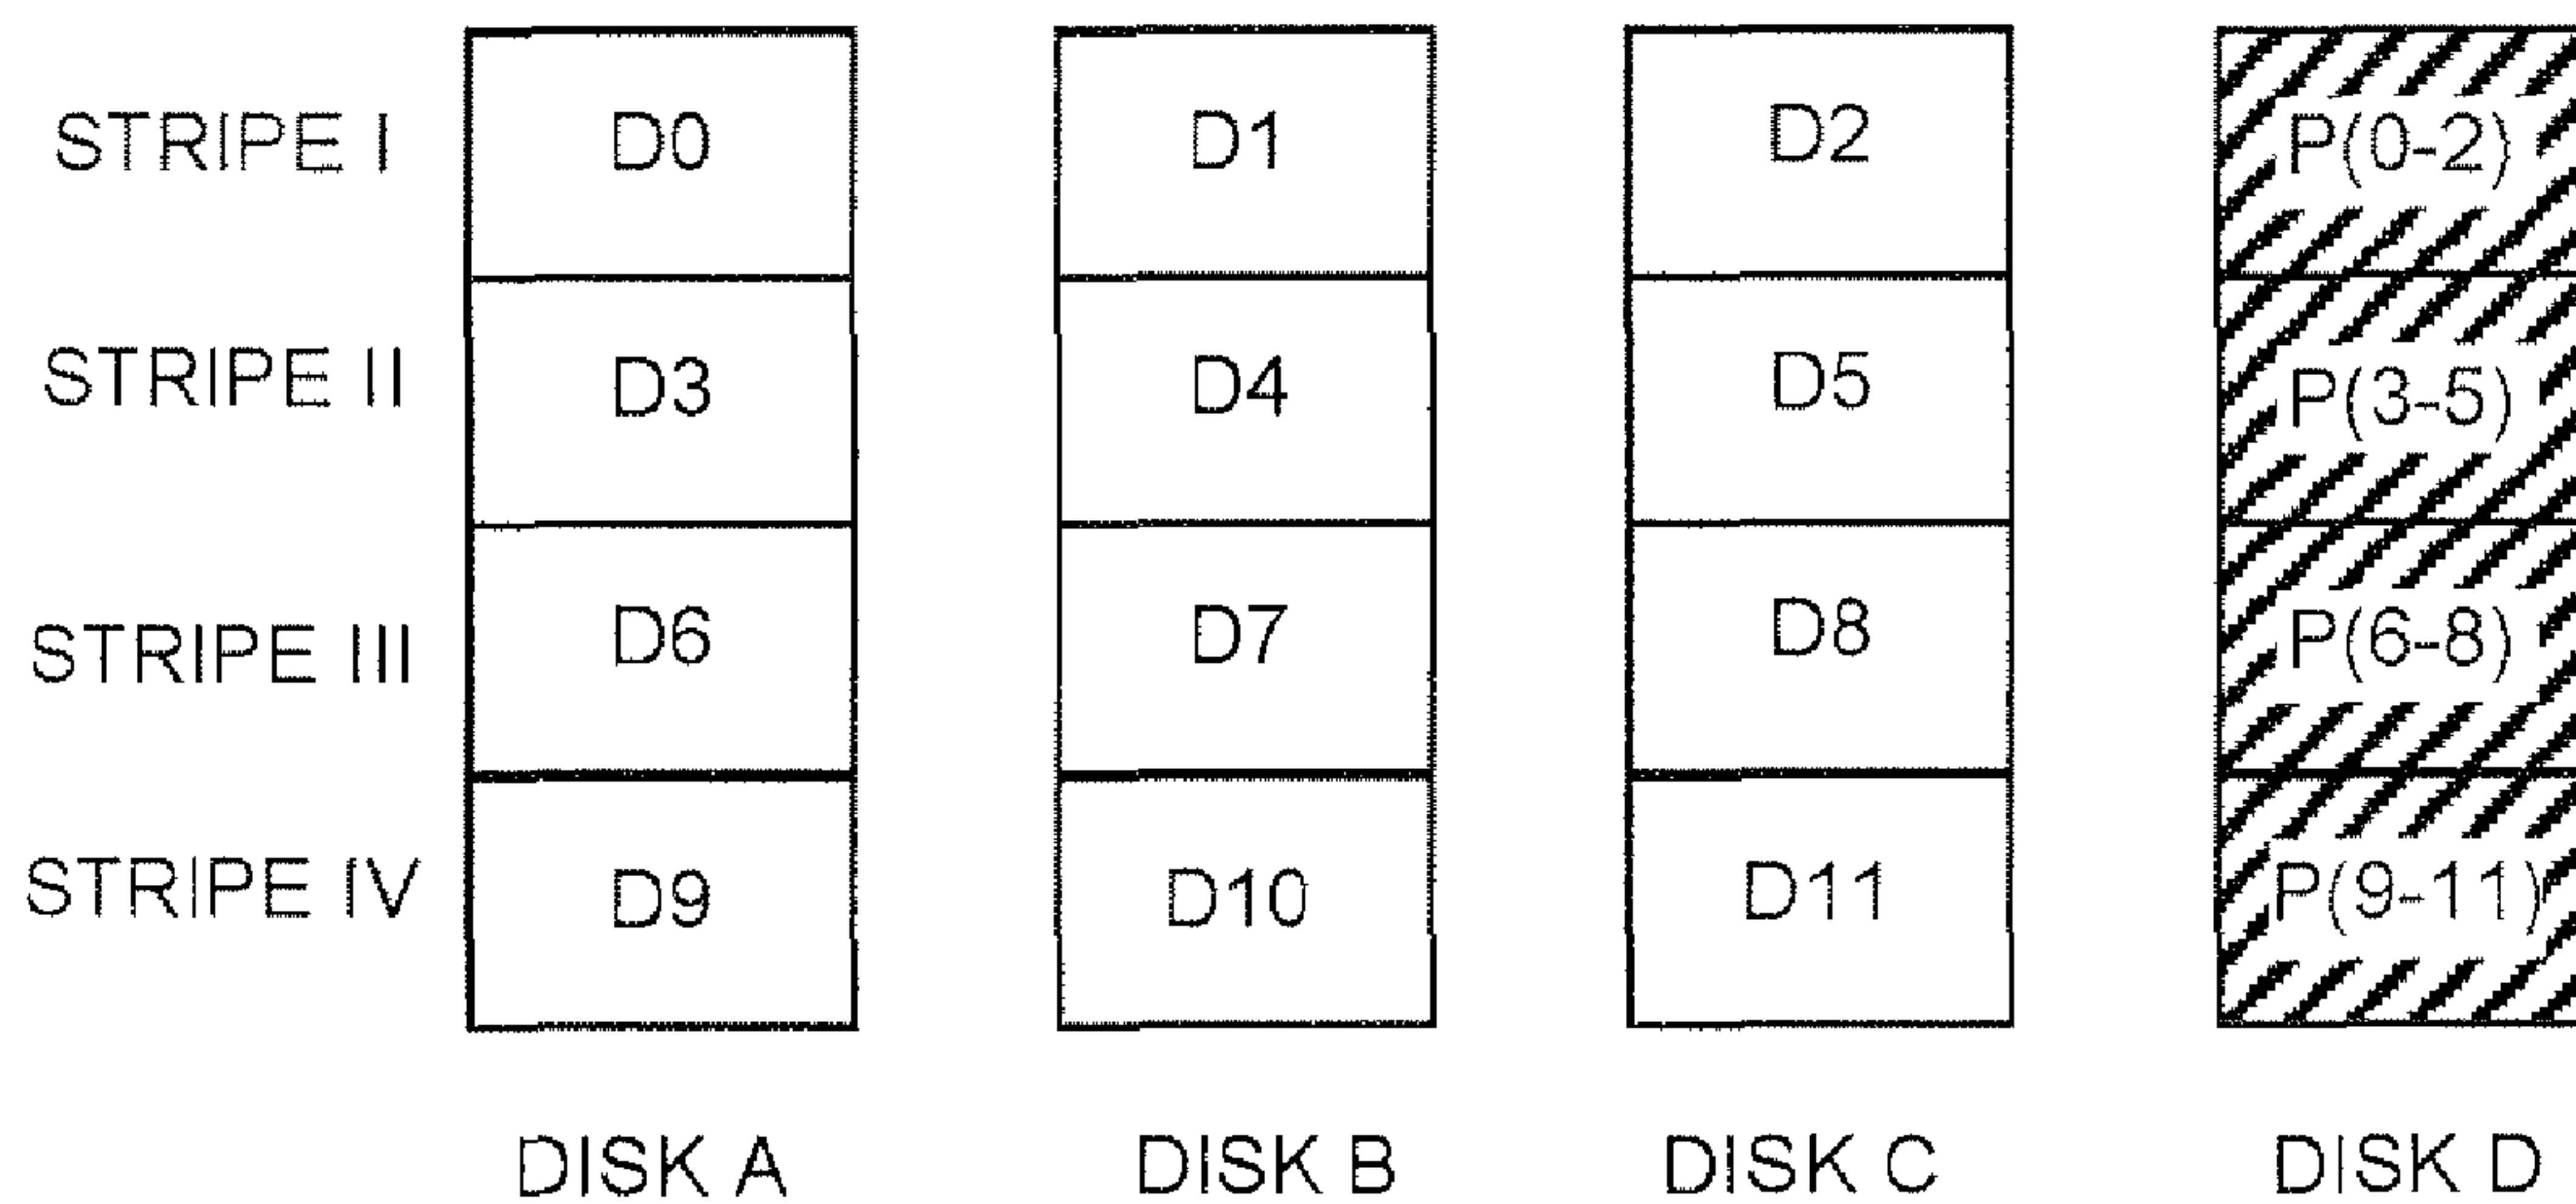 STRIPE I D0 D1 D2 P(0-2)
STRIPE II D3 D4 D5 P(3-5)
STRIPE III D6 D7 D8 P(6-8)
STRIPE IV D9 D10 D11 P(9-11)
DISK A DISK B DISK C DISK D